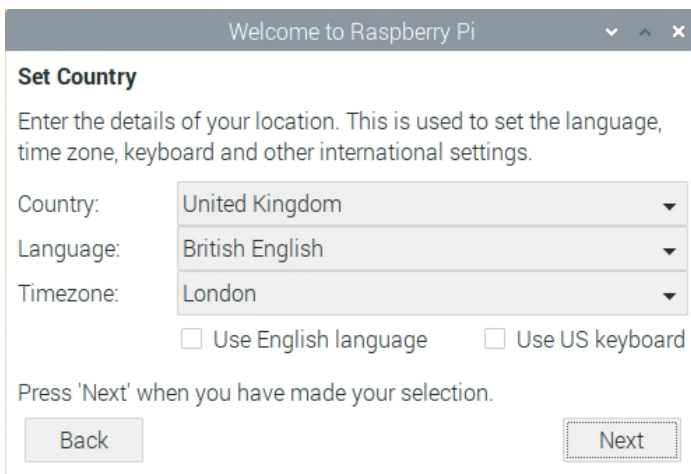 Welcome to Raspberry Pi
Set Country
Enter the details of your location. This is used to set the language,
time zone, keyboard and other international settings.
Country: United Kingdom
Language: British English
Timezone: London
Use English language Use US keyboard
Press 'Next' when you have made your selection.
Back Next